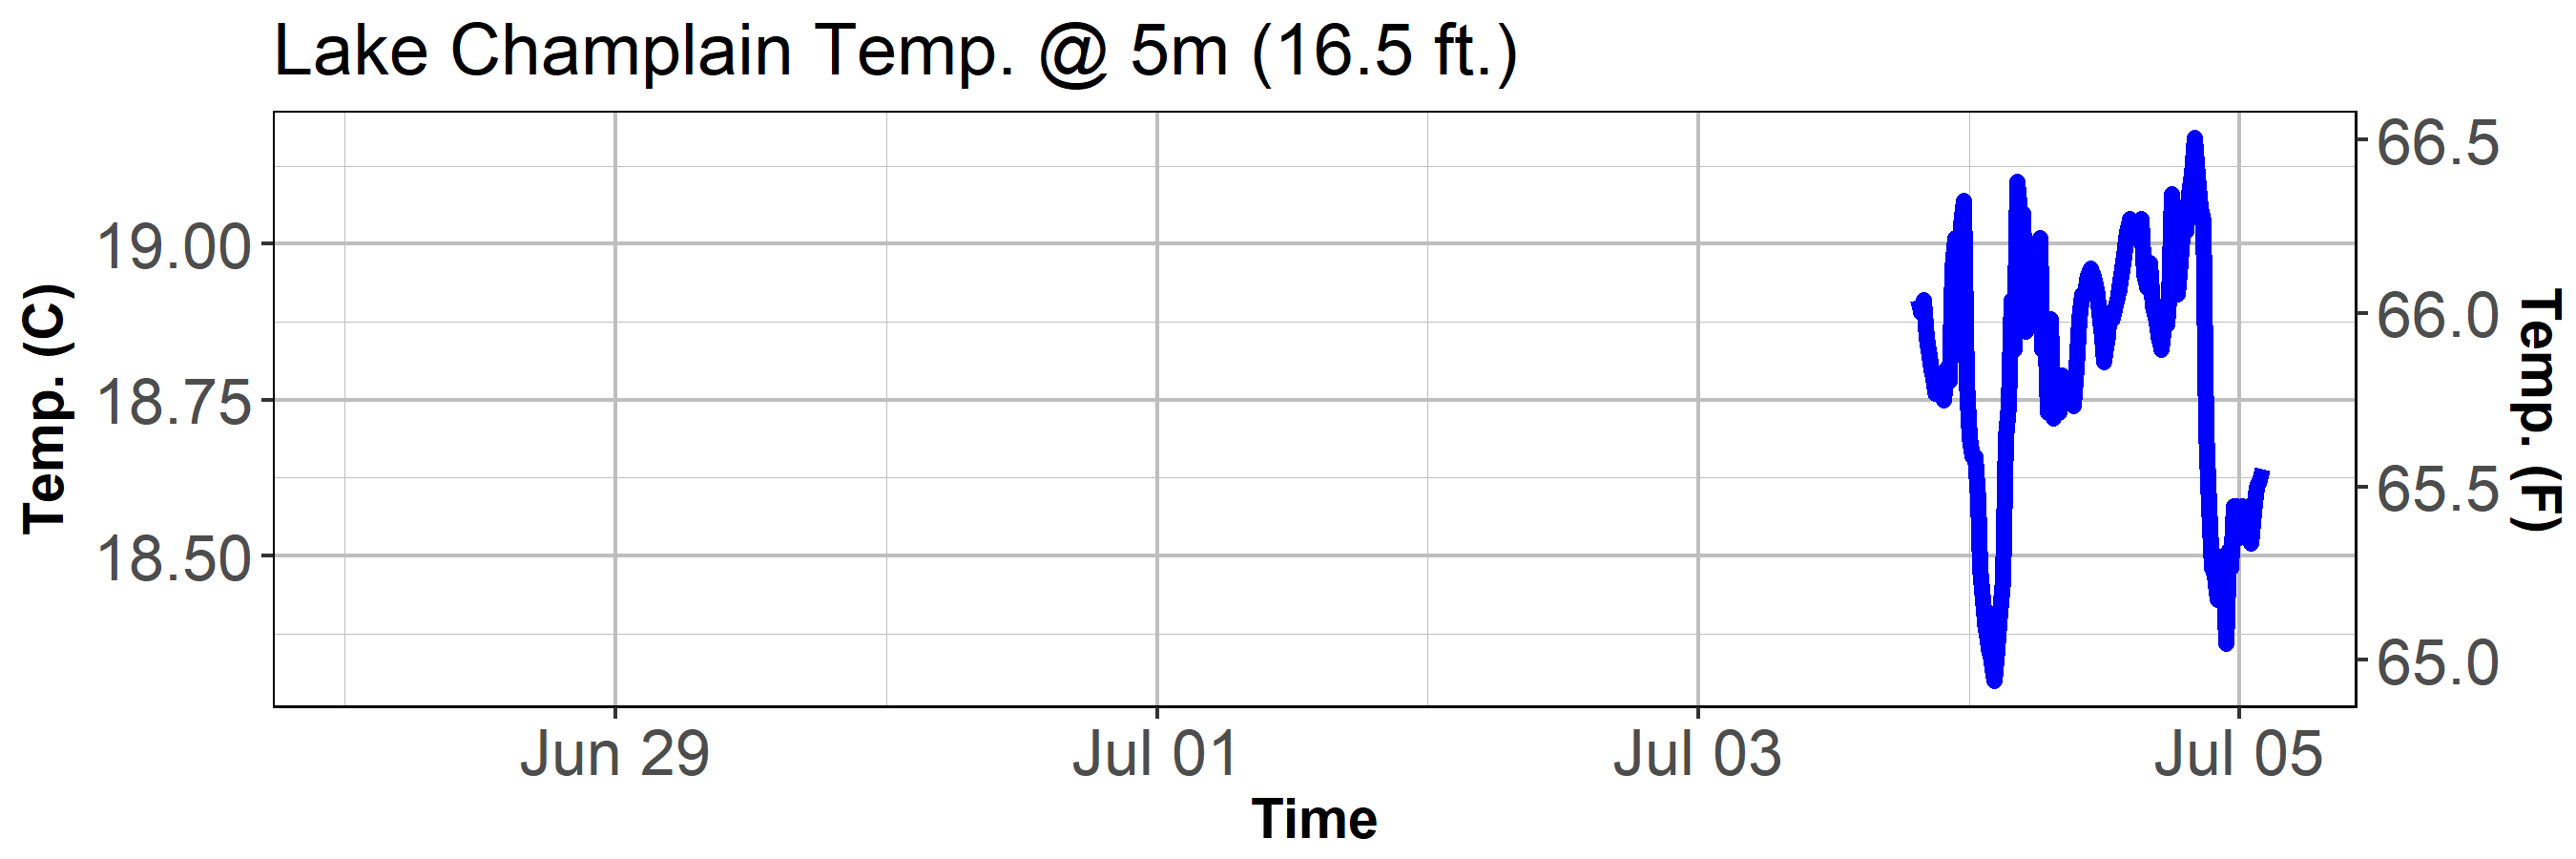 Lake Champlain Temp. @ 5m (16.5 ft.)
Temp. (C)
19.00
18.75
18.50
66.5
66.0
65.5
65.0
Temp. (F)
Jun 29
Jul 01
Jul 03
Jul 05
Time